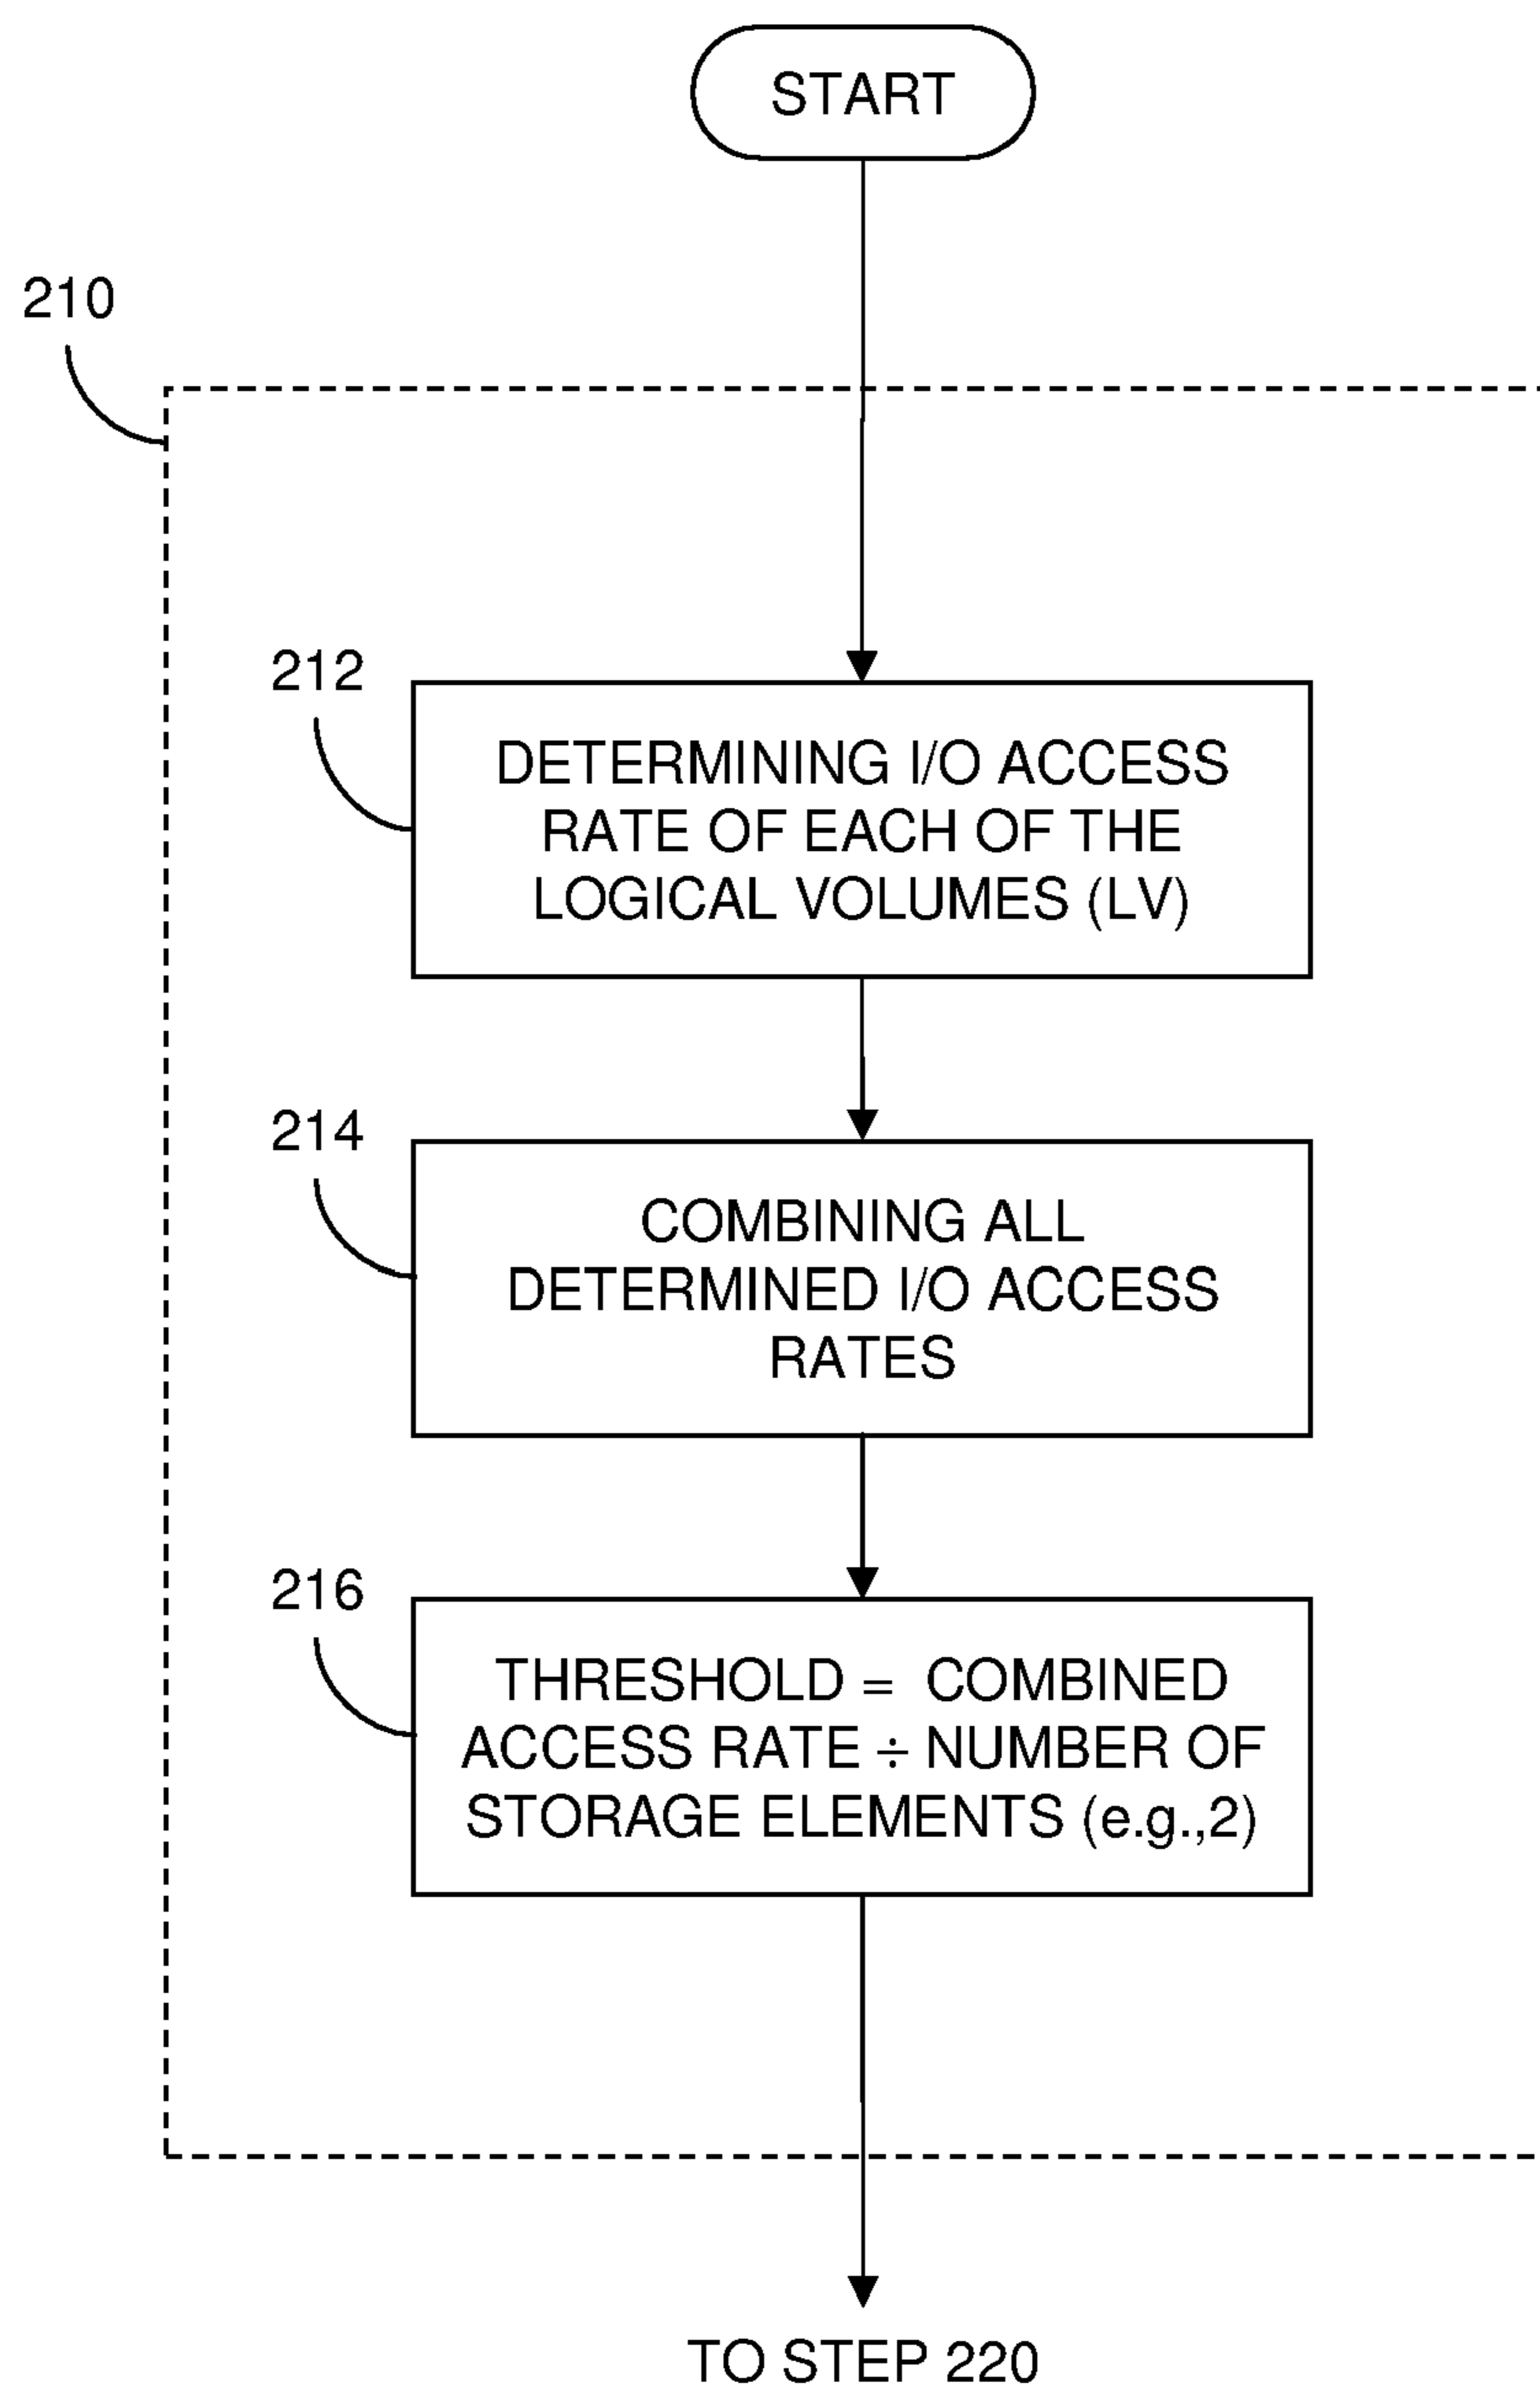 START
210
212
DETERMINING I/O ACCESS
RATE OF EACH OF THE
LOGICAL VOLUMES (LV)
214
COMBINING ALL
DETERMINED I/O ACCESS
RATES
216
THRESHOLD = COMBINED
ACCESS RATE ÷ NUMBER OF
STORAGE ELEMENTS (e.g.,2)
TO STEP 220